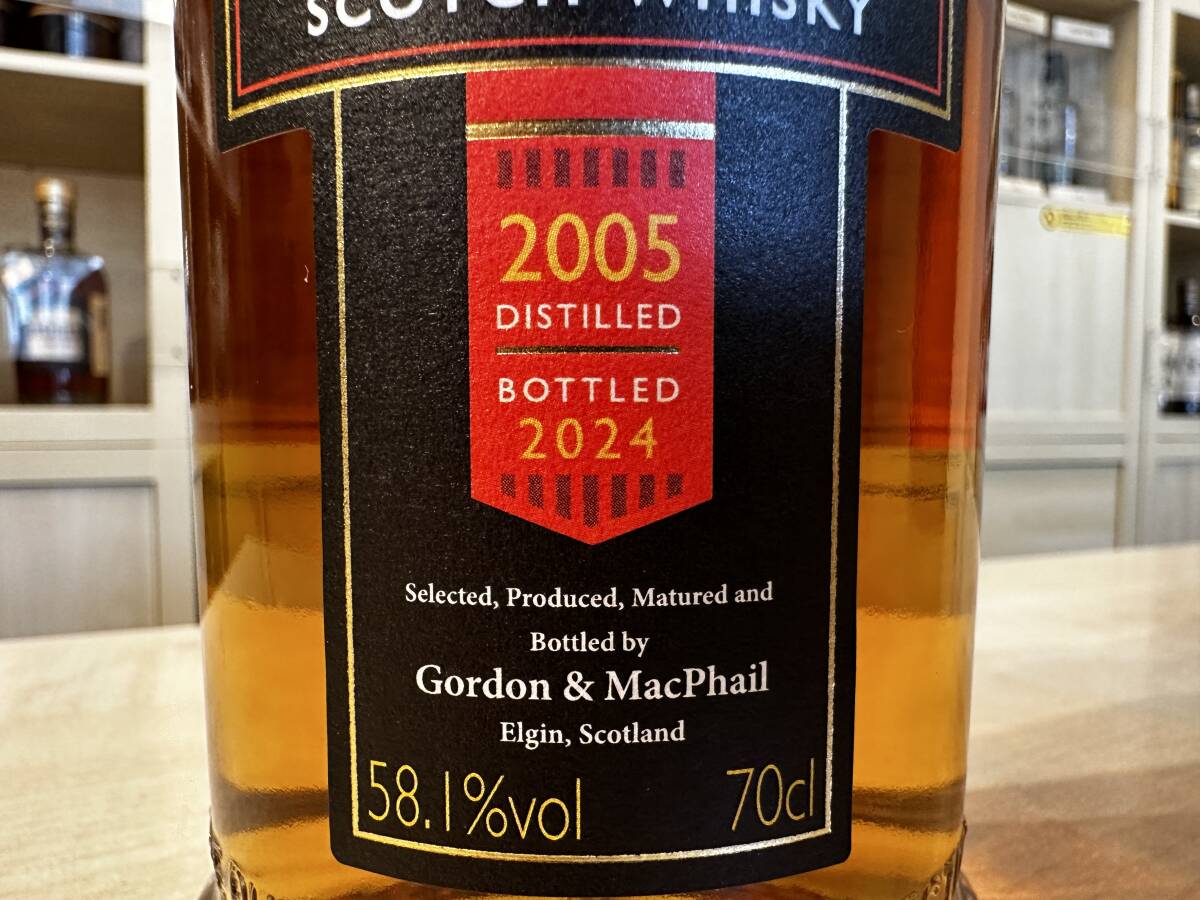 SCOTCH WHISKY
2005
DISTILLED
BOTTLED
2024
Selected, Produced, Matured and
Bottled by
Gordon & MacPhail
Elgin, Scotland
58.1%vol 70cl